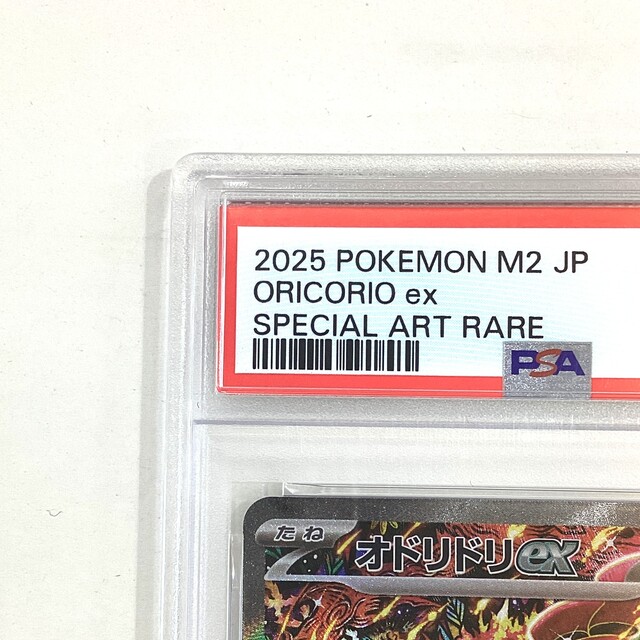 2025 POKEMON M2 JP
ORICORIO ex
SPECIAL ART RARE
PSA
たね
オドリドリex